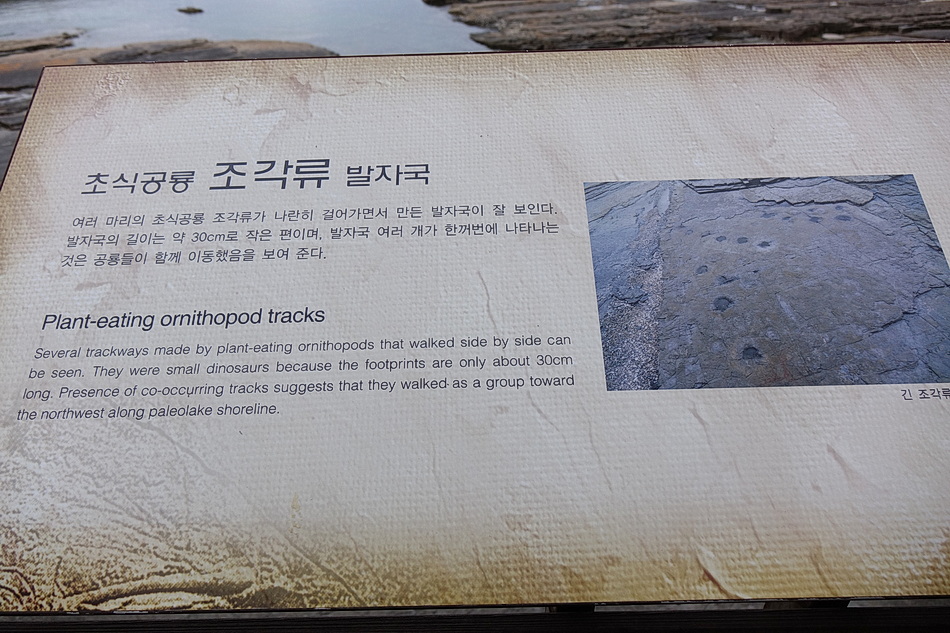 초식공룡 조각류 발자국
여러 마리의 초식공룡 조각류가 나란히 걸어가면서 만든 발자국이 잘 보인다.
발자국의 길이는 약 30cm로 작은 편이며, 발자국 여러 개가 한꺼번에 나타나는
것은 공룡들이 함께 이동했음을 보여 준다.
Plant-eating ornithopod tracks
Several trackways made by plant-eating ornithopods that walked side by side can
be seen. They were small dinosaurs because the footprints are only about 30cm
long. Presence of co-occurring tracks suggests that they walked as a group toward
the northwest along paleolake shoreline.
긴 조각류